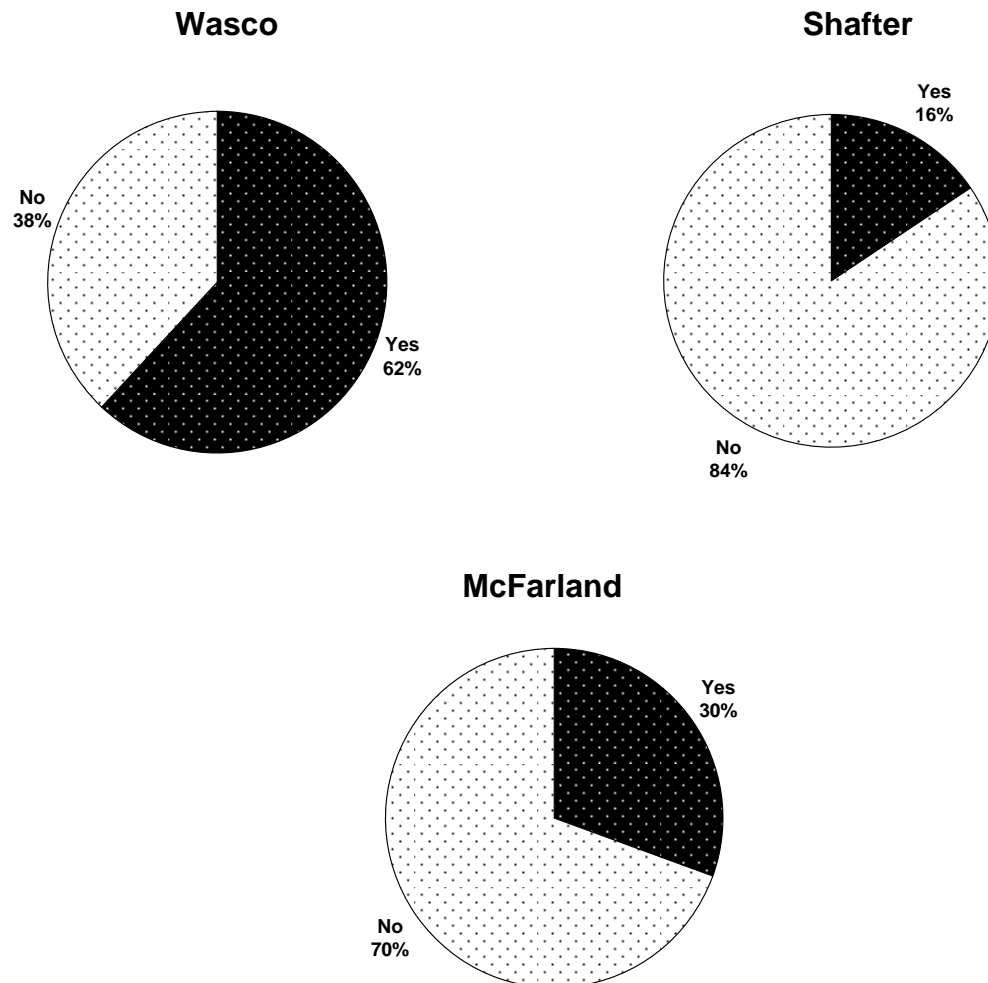 Wasco
No
38%
Yes
62%
Shafter
Yes
16%
No
84%
McFarland
Yes
30%
No
70%